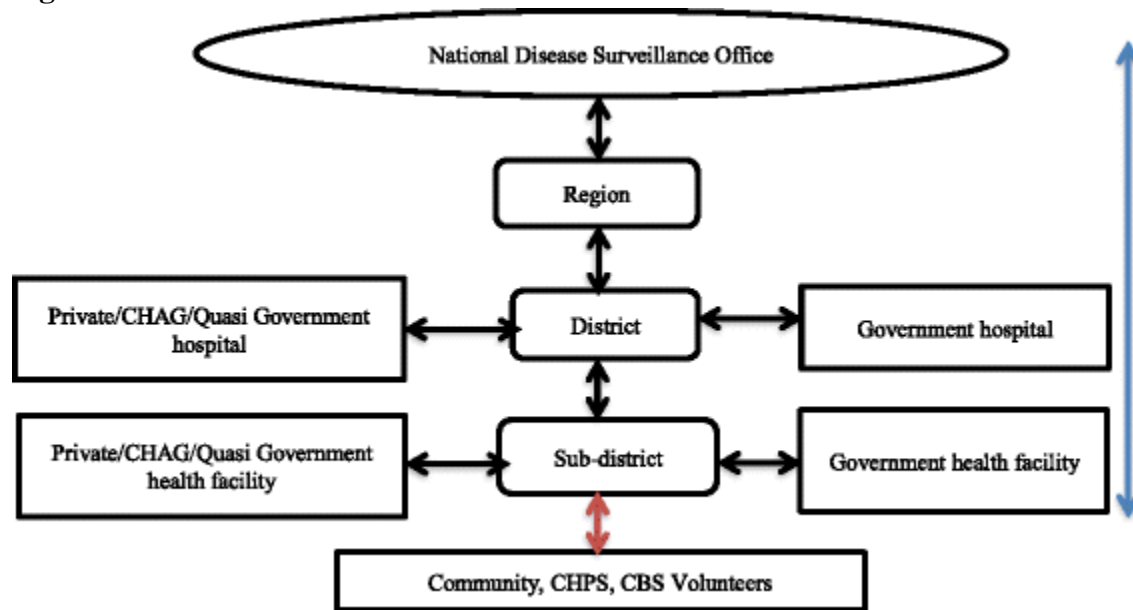 National Disease Surveillance Office
Region
Private/CHAG/Quasi Government
hospital
District
Government hospital
Private/CHAG/Quasi Government
health facility
Sub-district
Government health facility
Community, CHPS, CBS Volunteers